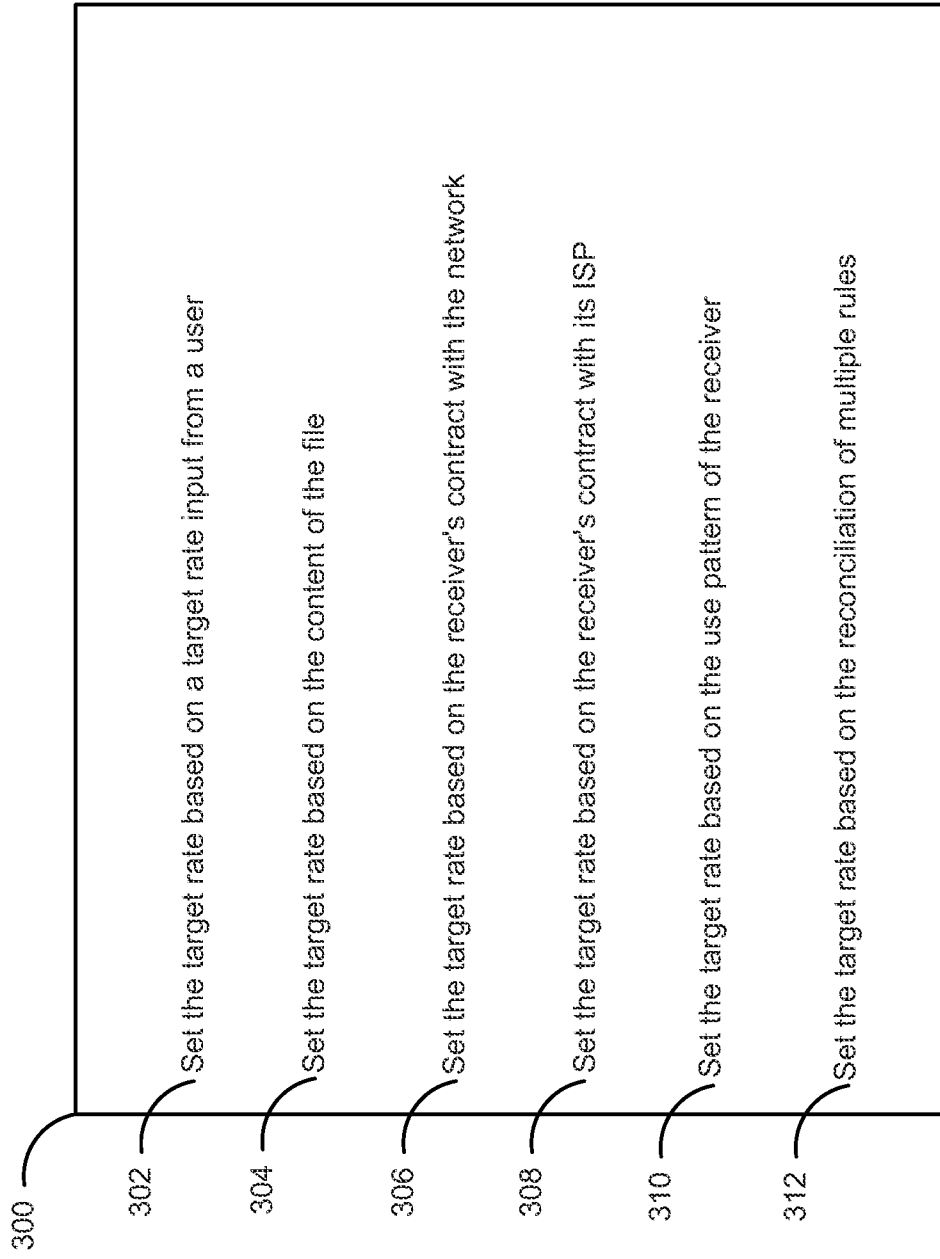 300
302 Set the target rate based on a target rate input from a user
304 Set the target rate based on the content of the file
306 Set the target rate based on the receiver's contract with the network
308 Set the target rate based on the receiver's contract with its ISP
310 Set the target rate based on the use pattern of the receiver
312 Set the target rate based on the reconciliation of multiple rules